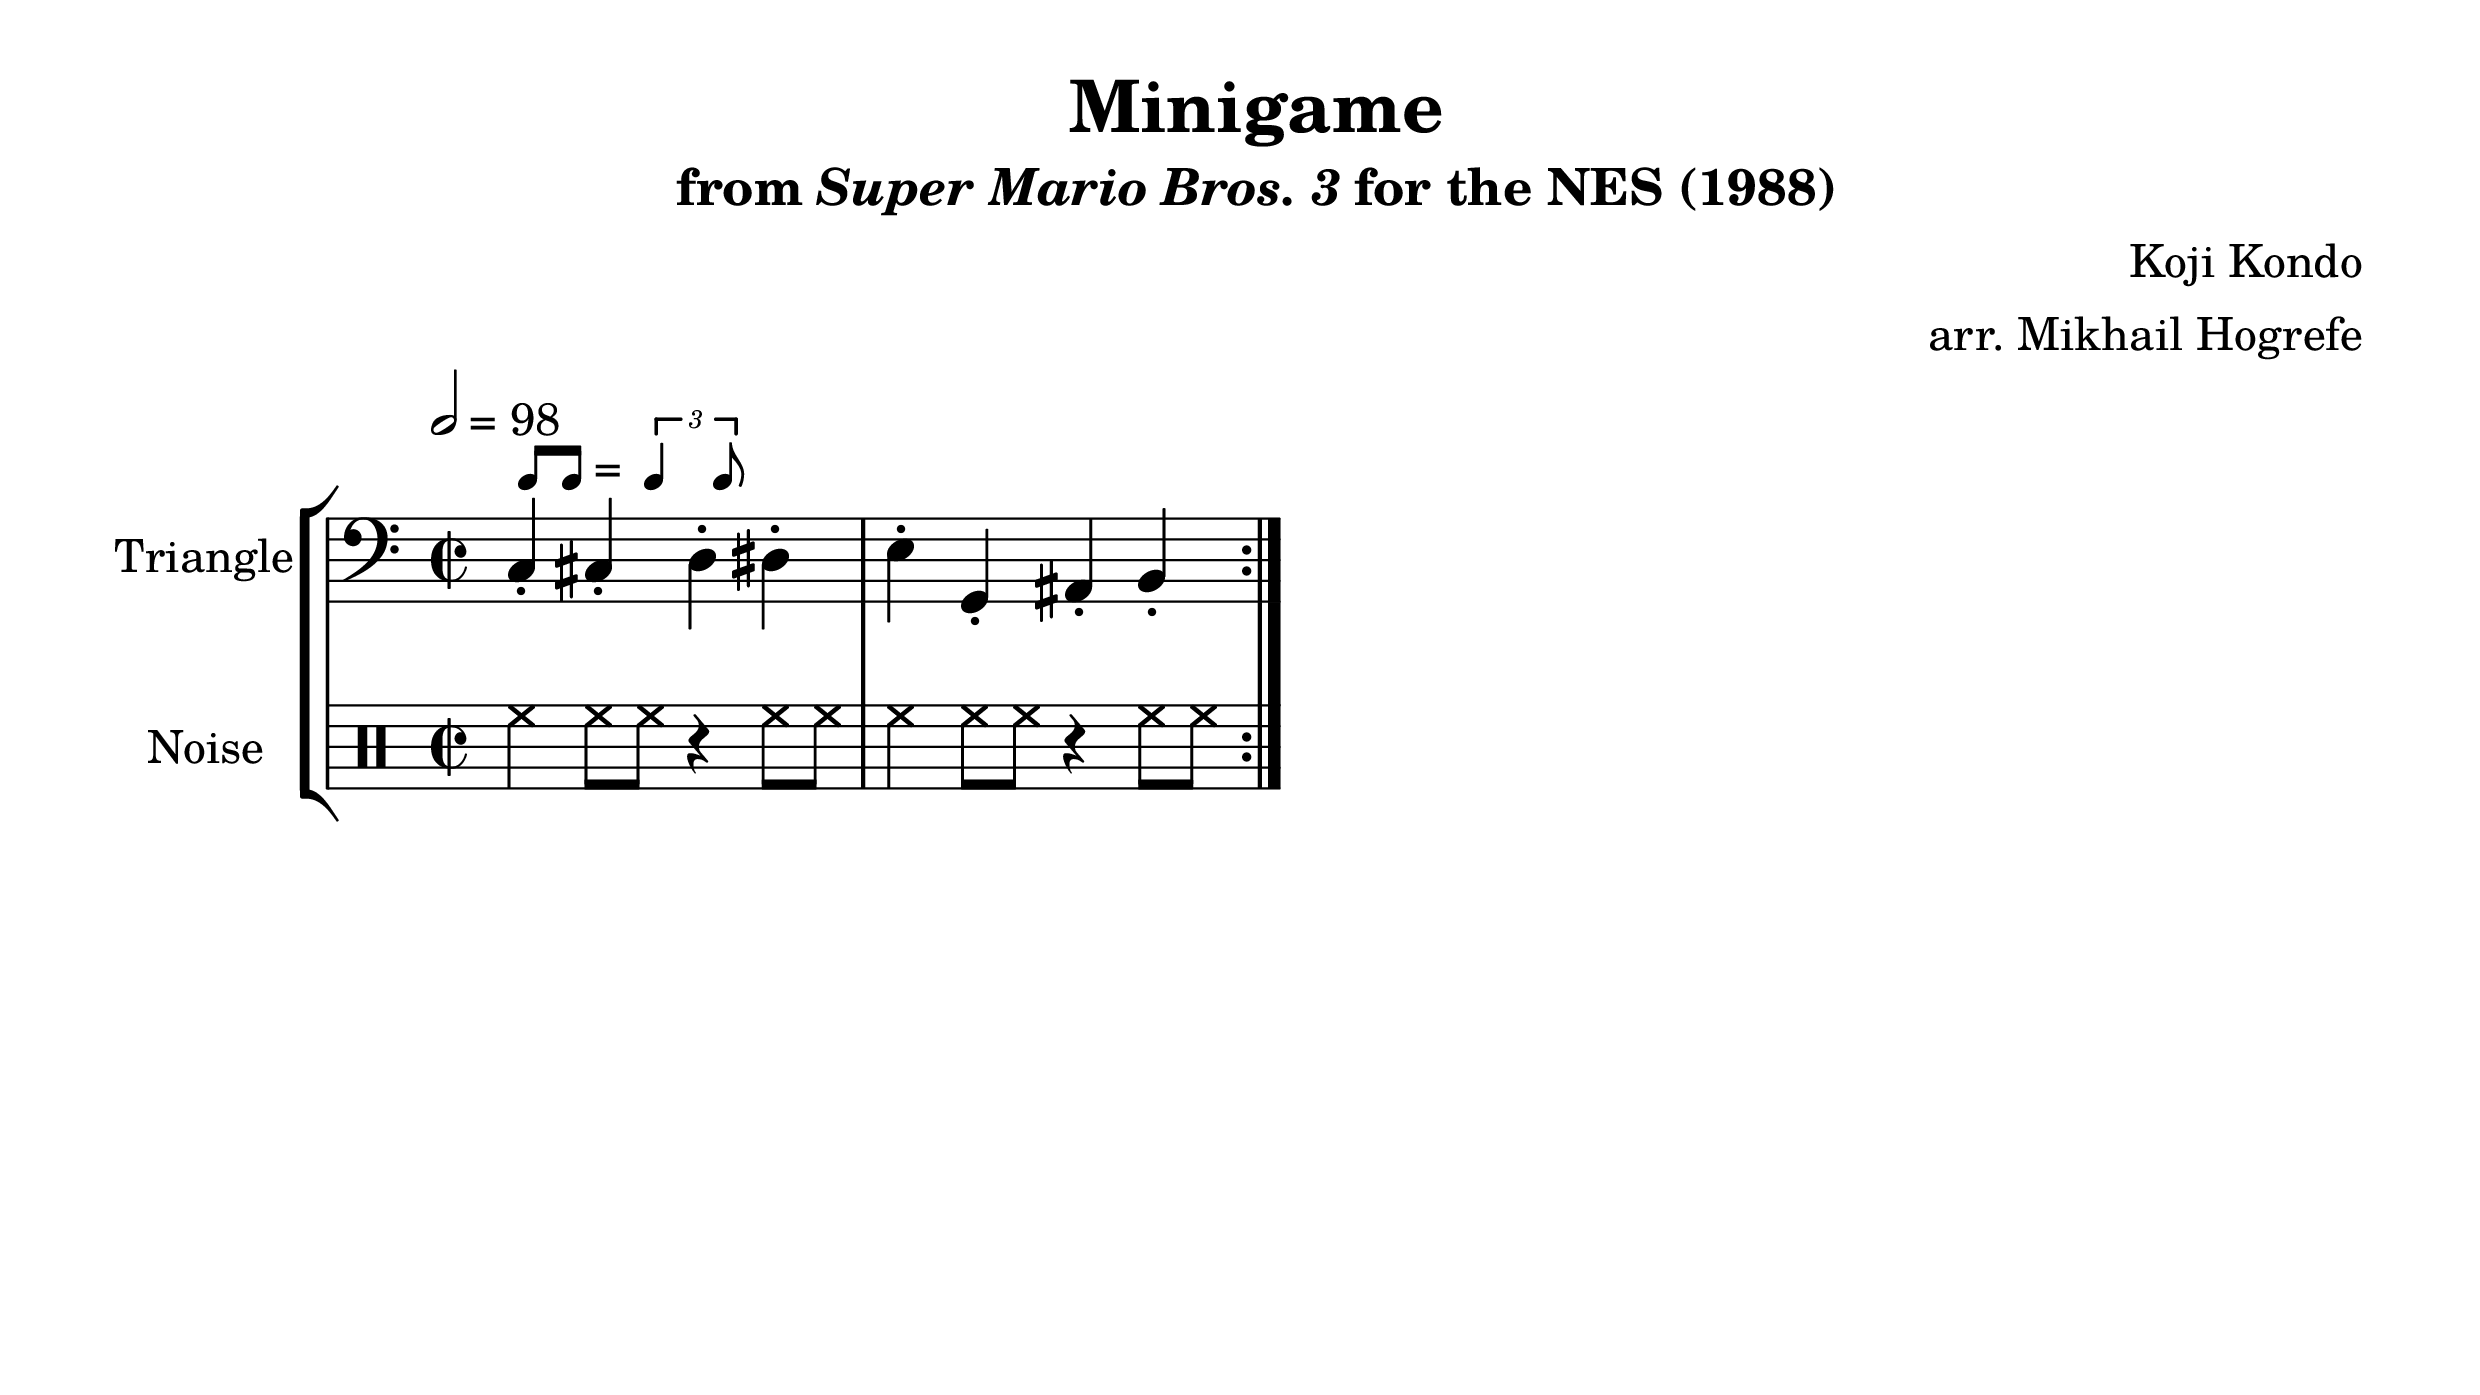 Minigame
from Super Mario Bros. 3 for the NES (1988)
Koji Kondo
arr. Mikhail Hogrefe
= 98
= 3
Triangle
Noise